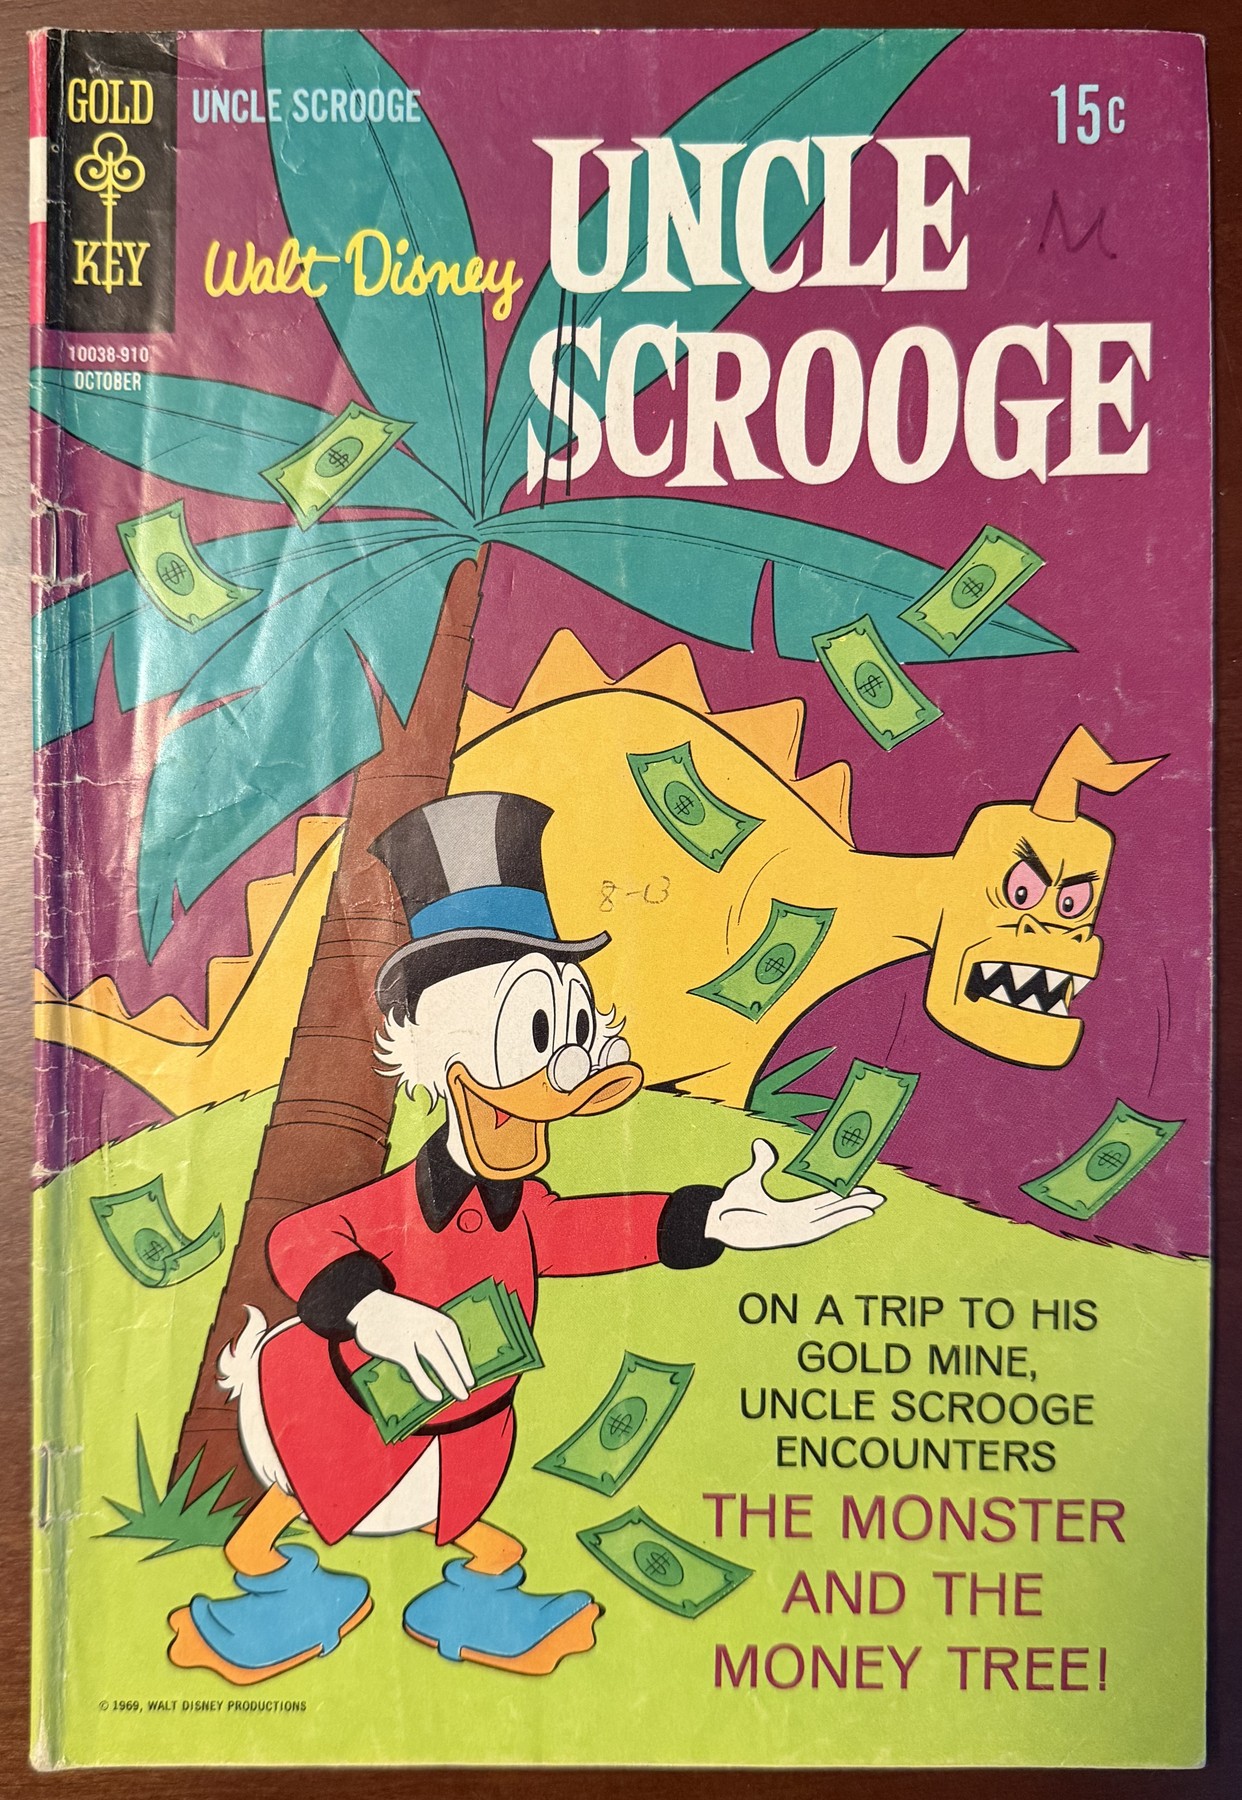 GOLD
KEY
UNCLE SCROOGE
15c
Walt Disney
UNCLE
SCROOGE
M
10038-910
OCTOBER
8-13
ON A TRIP TO HIS
GOLD MINE,
UNCLE SCROOGE
ENCOUNTERS
THE MONSTER
AND THE
MONEY TREE!
© 1969, WALT DISNEY PRODUCTIONS